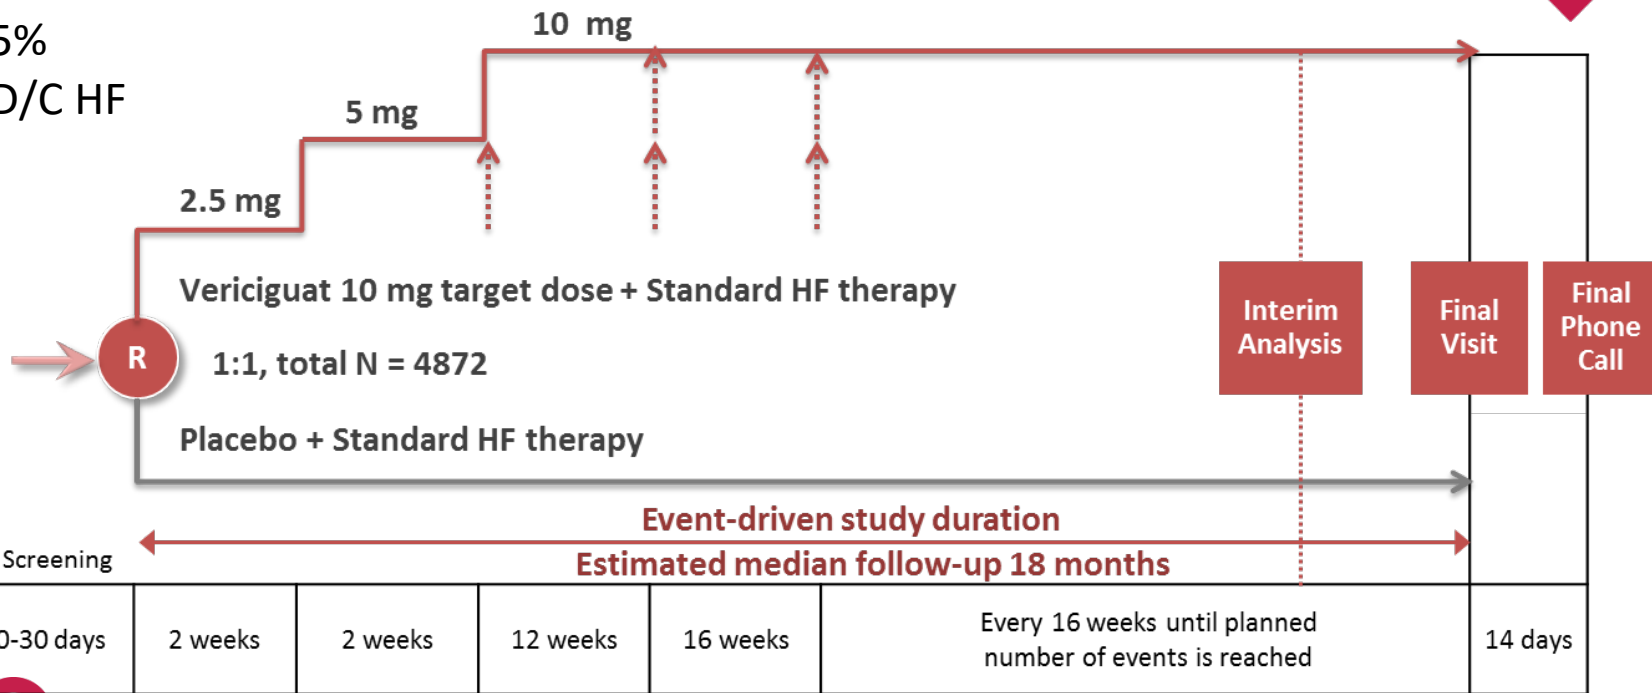 5%
D/C HF
10 mg
5 mg
2.5 mg
Vericiguat 10 mg target dose + Standard HF therapy
R
1:1, total N = 4872
Placebo + Standard HF therapy
Interim
Analysis
Final
Visit
Final
Phone
Call
Event-driven study duration
Estimated median follow-up 18 months
Screening
0-30 days
2 weeks
2 weeks
12 weeks
16 weeks
Every 16 weeks until planned
number of events is reached
14 days